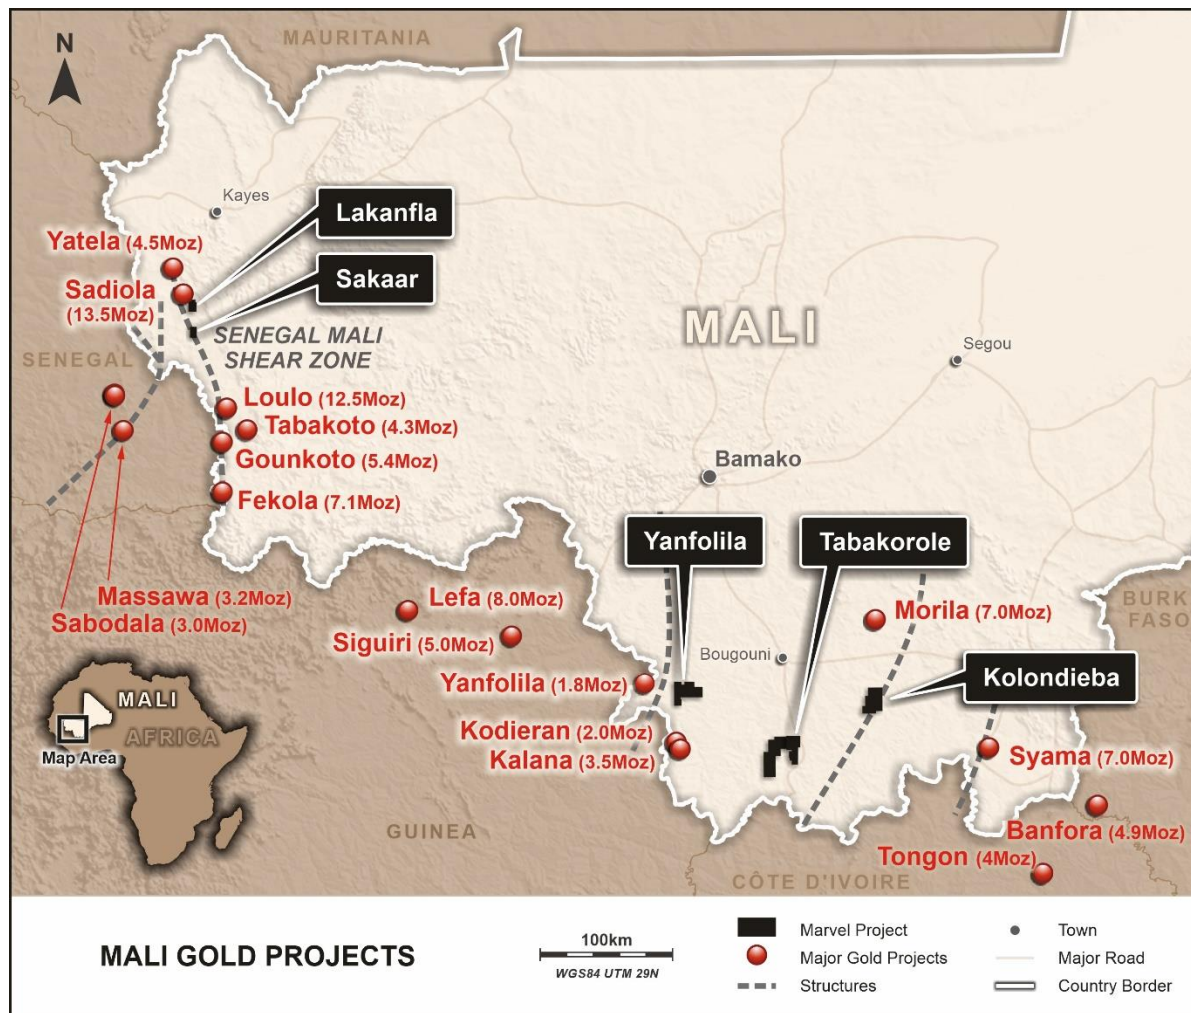 MAURITANIA
N
Kayes
Lakanfla
Yatela (4.5Moz)
Sakaar
Sadiola
(13.5Moz)
SENEGAL MALI
SHEAR ZONE
MALI
Segou
SENEGAL
Loulo (12.5Moz)
Tabakoto (4.3Moz)
Gounkoto (5.4Moz)
Bamako
Fekola (7.1Moz)
Yanfolila
Tabakorole
Massawa (3.2Moz)
Sabodala (3.0Moz)
Lefa (8.0Moz)
Siguiri (5.0Moz)
Morila (7.0Moz)
BURK
FASO
Bougouni
Yanfolila (1.8Moz)
Kolondieba
MALI
AFRICA
Map Area
Kodieran (2.0Moz)
Kalana (3.5Moz)
Syama (7.0Moz)
GUINEA
Banfora (4.9Moz)
Tongon (4Moz)
CÔTE D'IVOIRE
MALI GOLD PROJECTS
100km
WGS84 UTM 29N
Marvel Project
Major Gold Projects
Structures
Town
Major Road
Country Border